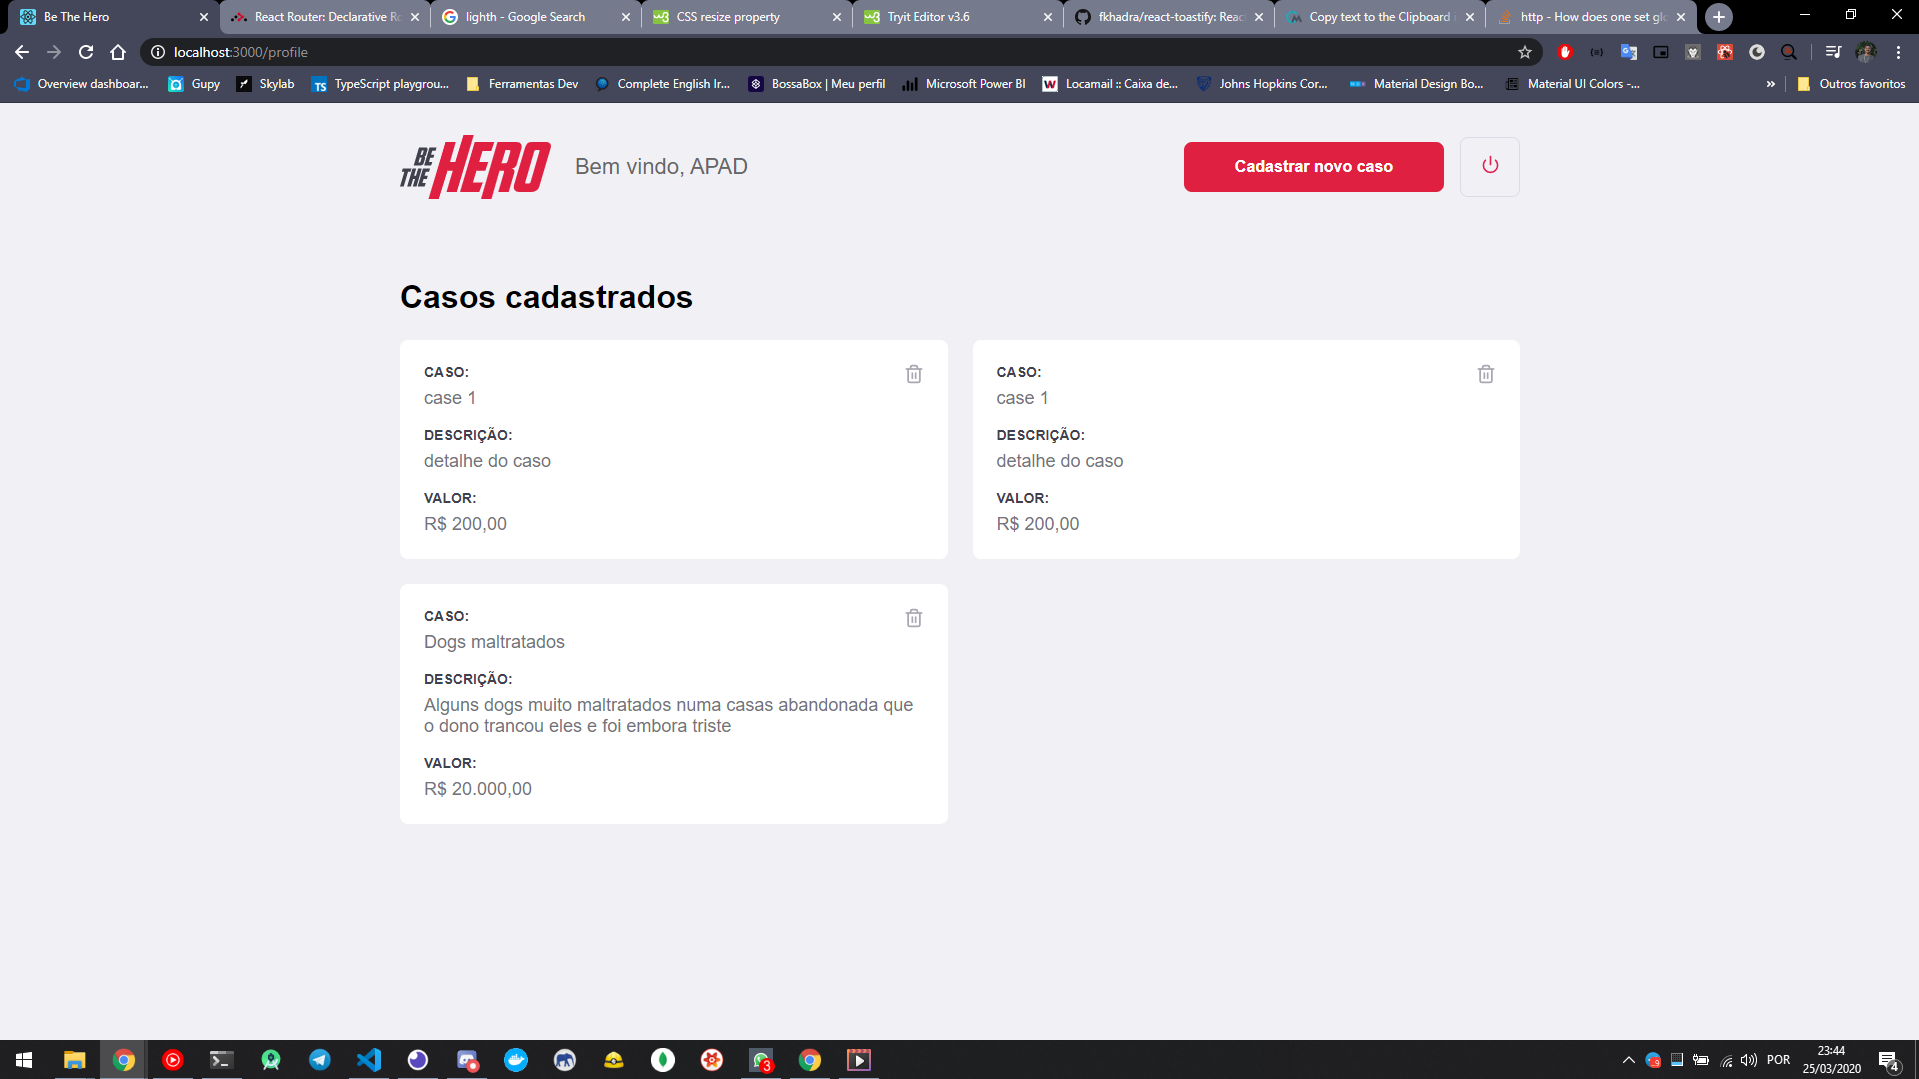 Be The Hero
React Router: Declarative Ro
lighth - Google Search
CSS resize property
Tryit Editor v3.6
fkhadra/react-toastify: Reac
Copy text to the Clipboard
http - How does one set glo
localhost:3000/profile
Overview dashboar...
Gupy
Skylab
TypeScript playgrou...
Ferramentas Dev
Complete English Ir...
BossaBox | Meu perfil
Microsoft Power BI
Locamail :: Caixa de...
Johns Hopkins Cor...
Material Design Bo...
Material UI Colors -...
»
Outros favoritos
BE THE HERO
Bem vindo, APAD
Cadastrar novo caso
Casos cadastrados
CASO:
case 1
DESCRIÇÃO:
detalhe do caso
VALOR:
R$ 200,00
CASO:
case 1
DESCRIÇÃO:
detalhe do caso
VALOR:
R$ 200,00
CASO:
Dogs maltratados
DESCRIÇÃO:
Alguns dogs muito maltratados numa casas abandonada que
o dono trancou eles e foi embora triste
VALOR:
R$ 20.000,00
3
POR
23:44
25/03/2020
4